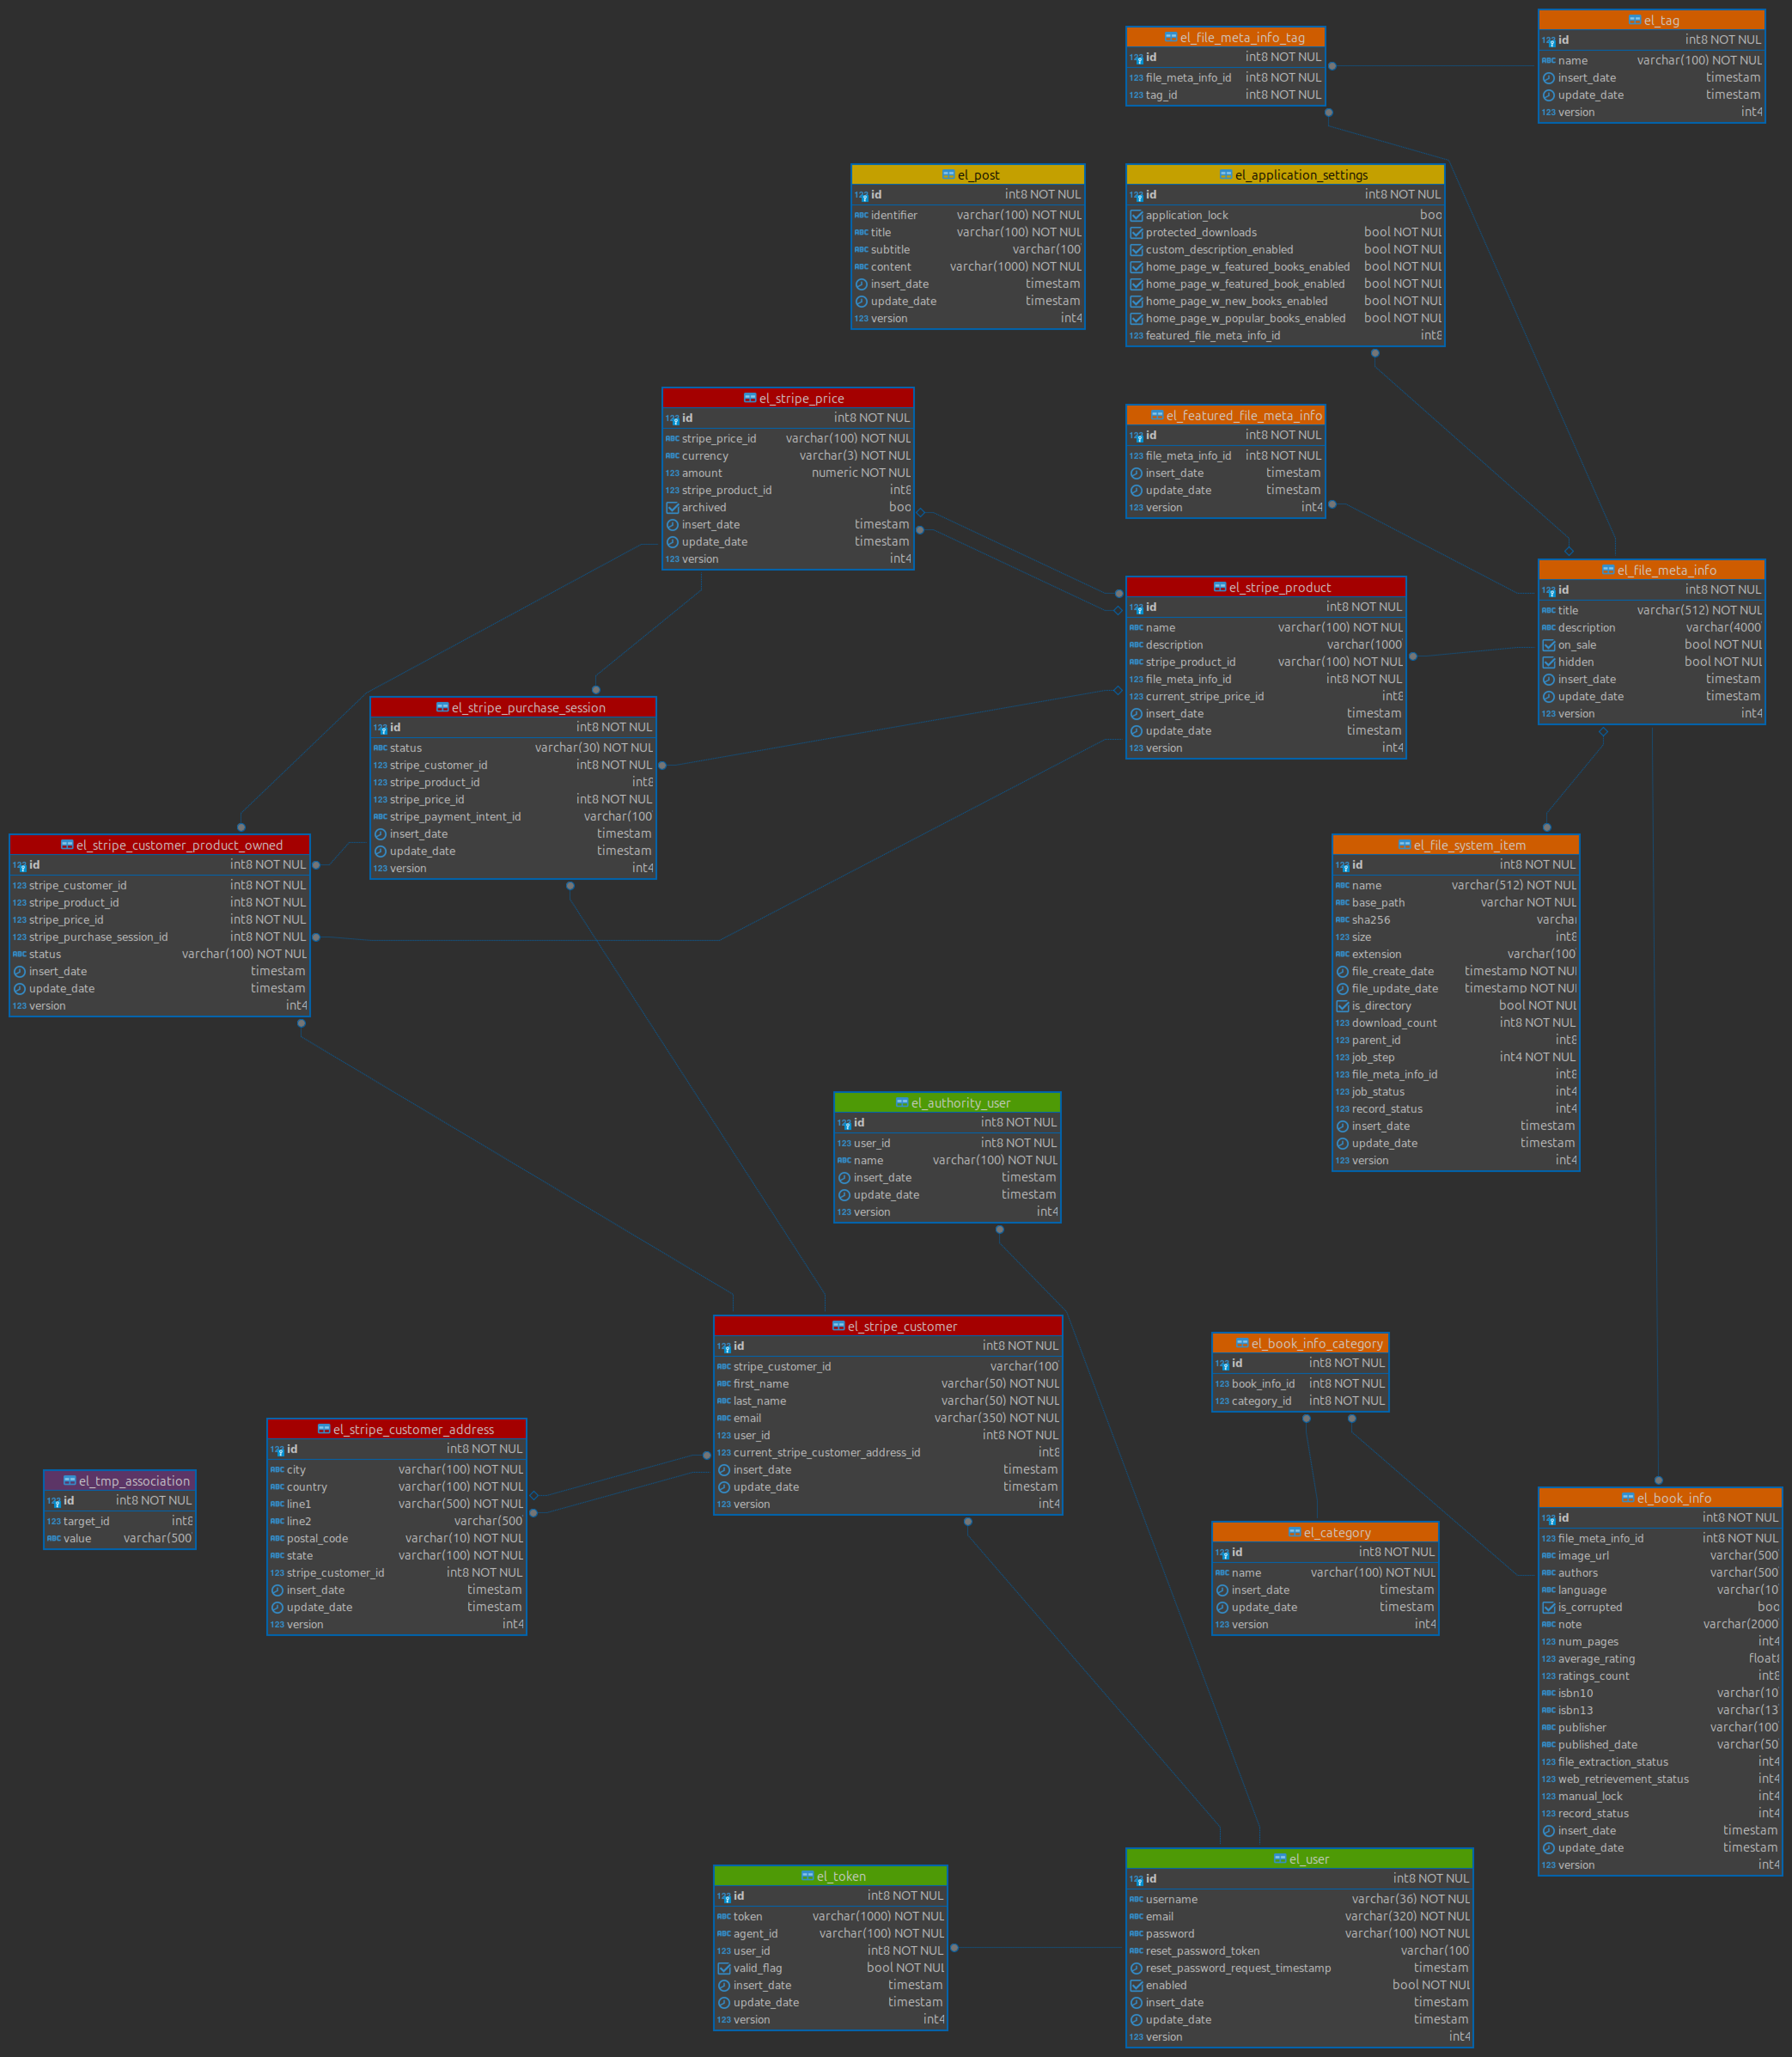 el_tag
id int8 NOT NUL
name varchar(100) NOT NUL
insert_date timestam
update_date timestam
version int4
el_file_meta_info_tag
id int8 NOT NUL
file_meta_info_id int8 NOT NUL
tag_id int8 NOT NUL
el_post
id int8 NOT NUL
identifier varchar(100) NOT NUL
title varchar(100) NOT NUL
subtitle varchar(100
content varchar(1000) NOT NUL
insert_date timestam
update_date timestam
version int4
el_application_settings
id int8 NOT NUL
application_lock boo
protected_downloads bool NOT NUL
custom_description_enabled bool NOT NUL
home_page_w_featured_books_enabled bool NOT NUL
home_page_w_featured_book_enabled bool NOT NUL
home_page_w_new_books_enabled bool NOT NUL
home_page_w_popular_books_enabled bool NOT NUL
featured_file_meta_info_id int8
el_stripe_price
id int8 NOT NUL
stripe_price_id varchar(100) NOT NUL
currency varchar(3) NOT NUL
amount numeric NOT NUL
stripe_product_id int8
archived boo
insert_date timestam
update_date timestam
version int4
el_featured_file_meta_info
id int8 NOT NUL
file_meta_info_id int8 NOT NUL
insert_date timestam
update_date timestam
version int4
el_file_meta_info
id int8 NOT NUL
title varchar(512) NOT NUL
description varchar(4000
on_sale bool NOT NUL
hidden bool NOT NUL
insert_date timestam
update_date timestam
version int4
el_stripe_product
id int8 NOT NUL
name varchar(100) NOT NUL
description varchar(1000
stripe_product_id varchar(100) NOT NUL
file_meta_info_id int8 NOT NUL
current_stripe_price_id int8
insert_date timestam
update_date timestam
version int4
el_stripe_purchase_session
id int8 NOT NUL
status varchar(30) NOT NUL
stripe_customer_id int8 NOT NUL
stripe_product_id int8
stripe_price_id int8 NOT NUL
stripe_payment_intent_id varchar(100
insert_date timestam
update_date timestam
version int4
el_stripe_customer_product_owned
id int8 NOT NUL
stripe_customer_id int8 NOT NUL
stripe_product_id int8 NOT NUL
stripe_price_id int8 NOT NUL
stripe_purchase_session_id int8 NOT NUL
status varchar(100) NOT NUL
insert_date timestam
update_date timestam
version int4
el_file_system_item
id int8 NOT NUL
name varchar(512) NOT NUL
base_path varchar NOT NUL
sha256 varchar
size int8
extension varchar(100
file_create_date timestamp NOT NUL
file_update_date timestamp NOT NUL
is_directory bool NOT NUL
download_count int8 NOT NUL
parent_id int8
job_step int4 NOT NUL
file_meta_info_id int8
job_status int4
record_status int4
insert_date timestam
update_date timestam
version int4
el_authority_user
id int8 NOT NUL
user_id int8 NOT NUL
name varchar(100) NOT NUL
insert_date timestam
update_date timestam
version int4
el_stripe_customer
id int8 NOT NUL
stripe_customer_id varchar(100
first_name varchar(50) NOT NUL
last_name varchar(50) NOT NUL
email varchar(350) NOT NUL
user_id int8 NOT NUL
current_stripe_customer_address_id int8
insert_date timestam
update_date timestam
version int4
el_book_info_category
id int8 NOT NUL
book_info_id int8 NOT NUL
category_id int8 NOT NUL
el_stripe_customer_address
id int8 NOT NUL
city varchar(100) NOT NUL
country varchar(100) NOT NUL
line1 varchar(500) NOT NUL
line2 varchar(500
postal_code varchar(10) NOT NUL
state varchar(100) NOT NUL
stripe_customer_id int8 NOT NUL
insert_date timestam
update_date timestam
version int4
el_tmp_association
id int8 NOT NUL
target_id int8
value varchar(500
el_category
id int8 NOT NUL
name varchar(100) NOT NUL
insert_date timestam
update_date timestam
version int4
el_book_info
id int8 NOT NUL
file_meta_info_id int8 NOT NUL
image_url varchar(500
authors varchar(500
language varchar(10
is_corrupted boo
note varchar(2000
num_pages int4
average_rating float8
ratings_count int8
isbn10 varchar(10
isbn13 varchar(13
publisher varchar(100
published_date varchar(50
file_extraction_status int4
web_retrievement_status int4
manual_lock int4
record_status int4
insert_date timestam
update_date timestam
version int4
el_token
id int8 NOT NUL
token varchar(1000) NOT NUL
agent_id varchar(100) NOT NUL
user_id int8 NOT NUL
valid_flag bool NOT NUL
insert_date timestam
update_date timestam
version int4
el_user
id int8 NOT NUL
username varchar(36) NOT NUL
email varchar(320) NOT NUL
password varchar(100) NOT NUL
reset_password_token varchar(100
reset_password_request_timestamp timestam
enabled bool NOT NUL
insert_date timestam
update_date timestam
version int4